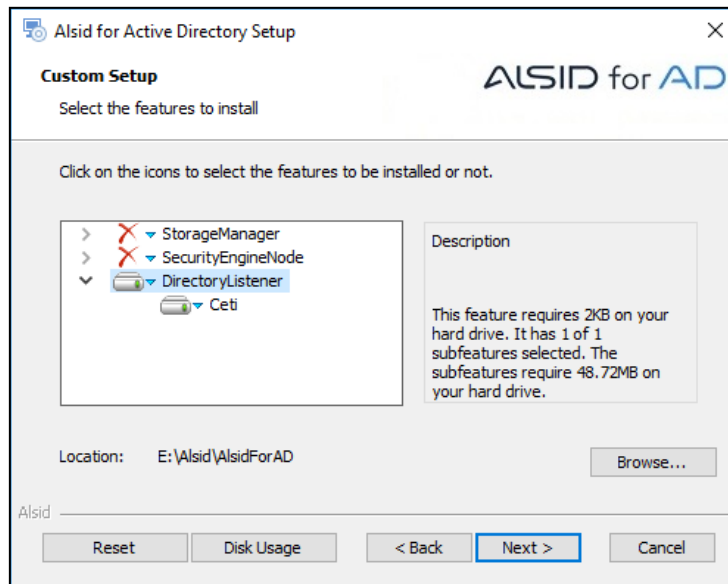 Alsid for Active Directory Setup
Custom Setup
ALSID for AD
Select the features to install
Click on the icons to select the features to be installed or not.
StorageManager
SecurityEngineNode
DirectoryListener
Ceti
Description
This feature requires 2KB on your
hard drive. It has 1 of 1
subfeatures selected. The
subfeatures require 48.72MB on
your hard drive.
Location: E:\Alsid\AlsidForAD
Browse...
Alsid
Reset Disk Usage < Back Next > Cancel